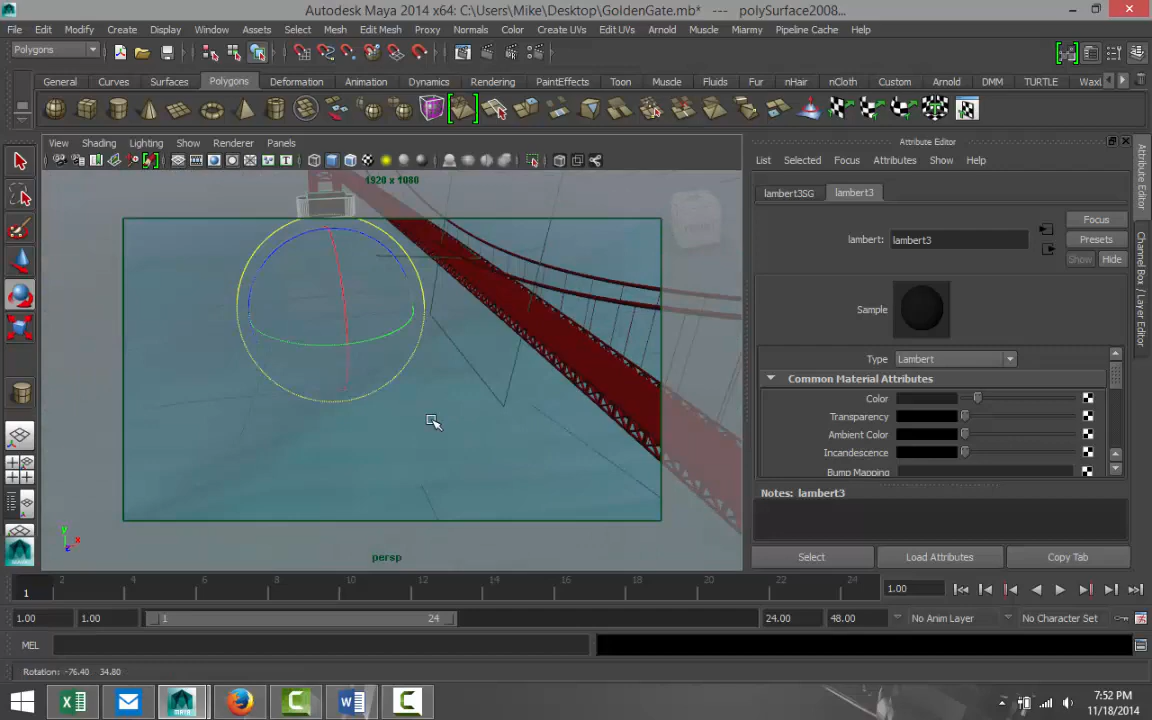 Autodesk Maya 2014 x64: C:\Users\Mike\Desktop\GoldenGate.mb* --- polySurface2008...
File Edit Modify Create Display Window Assets Select Mesh Edit Mesh Proxy Normals Color Create UVs Edit UVs Arnold Muscle Miarmy Pipeline Cache Help
Polygons
General Curves Surfaces Polygons Deformation Animation Dynamics Rendering PaintEffects Toon Muscle Fluids Fur nHair nCloth Custom Arnold DMM TURTLE Waxl
View Shading Lighting Show Renderer Panels
1920 x 1080
persp
Attribute Editor
List Selected Focus Attributes Show Help
lambert3SG lambert3
Focus
lambert: lambert3
Presets
Show Hide
Sample
Type Lambert
Common Material Attributes
Color
Transparency
Ambient Color
Incandescence
Bump Mapping
Notes: lambert3
Select Load Attributes Copy Tab
Attribute Editor
Channel Box / Layer Editor
2 4 6 8 10 12 14 16 18 20 22 24
1 1.00
1.00 1.00 1 24 24.00 48.00 No Anim Layer No Character Set
MEL
Rotation: -76.40 34.80
7:52 PM
11/18/2014